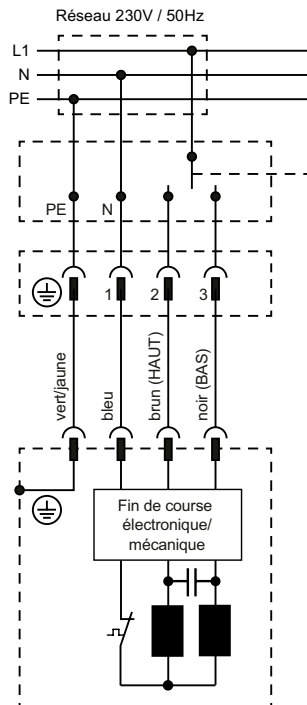 Réseau 230V / 50Hz
L1
N
PE
PE
N
1
2
3
vert/jaune
bleu
brun (HAUT)
noir (BAS)
Fin de course
électronique/
mécanique